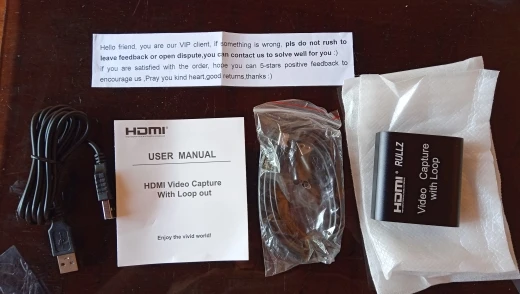 Hello friend, you are our VIP client, if something is wrong, pls do not rush to
leave feedback or open dispute,you can contact us to solve well for you :)
if you are satisfied with the order, hope you can 5-stars positive feedback to
encourage us ,Pray you kind heart,good returns,thanks :)
HDMI
USER MANUAL
HDMI Video Capture
With Loop out
Enjoy the vivid world!
HDMI RULLZ
Video Capture
with Loop